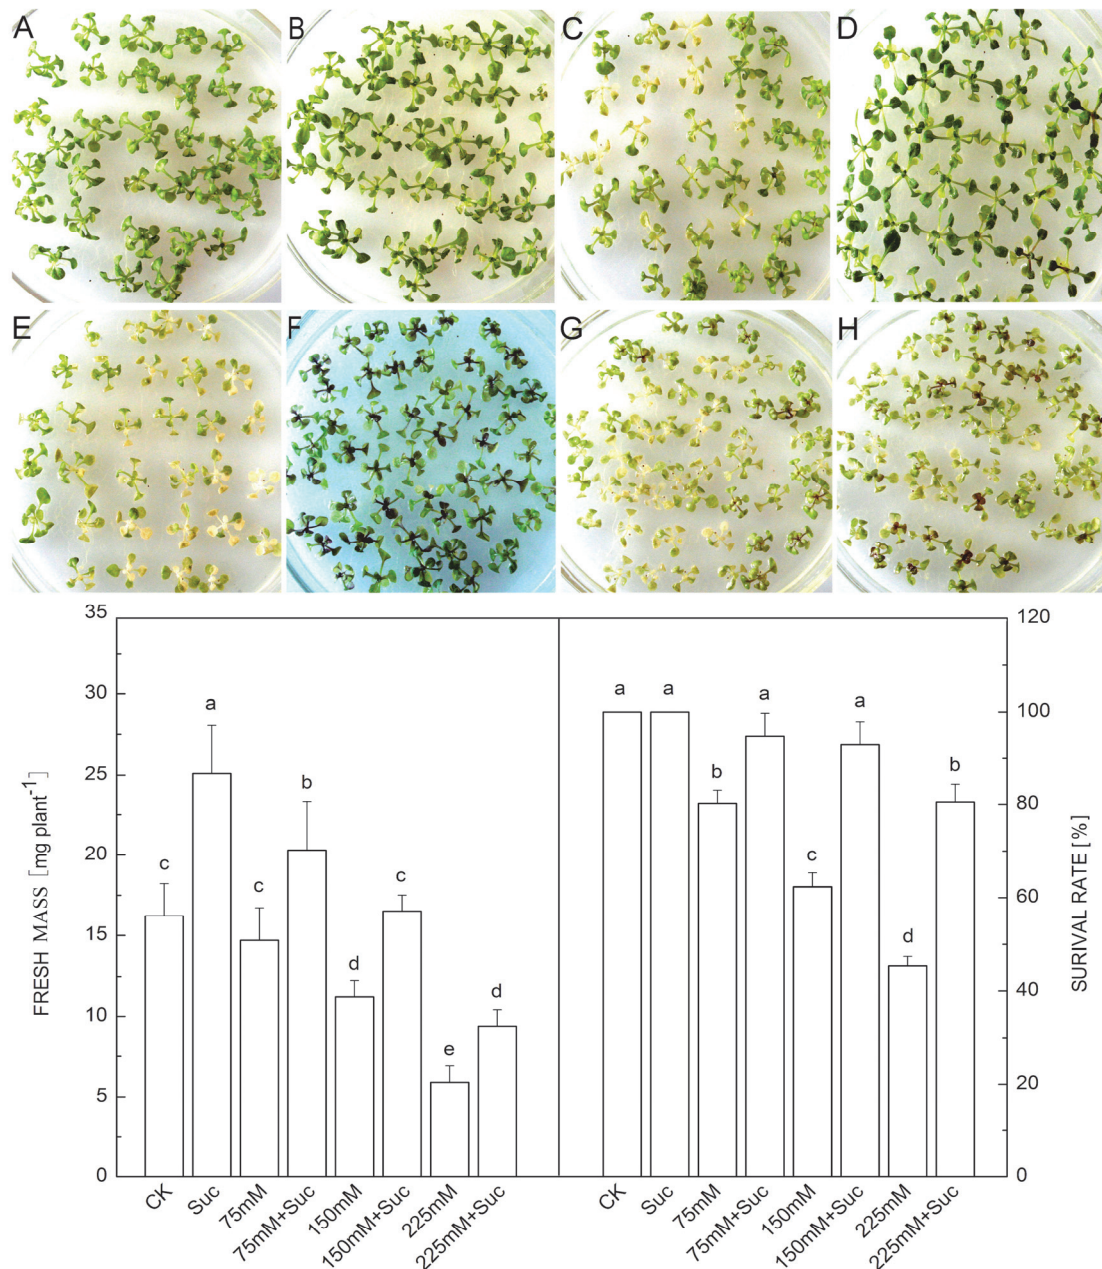 A B C D
E F G H
35 120
30 100
25 80
20 60
15 40
10 20
5
0 0
FRESH MASS [mg plant-1]
SURIVAL RATE [%]
c a c b d c e d
a a b a c a d b
CK Suc 75mM 75mM+Suc 150mM 150mM+Suc 225mM 225mM+Suc
CK Suc 75mM 75mM+Suc 150mM 150mM+Suc 225mM 225mM+Suc